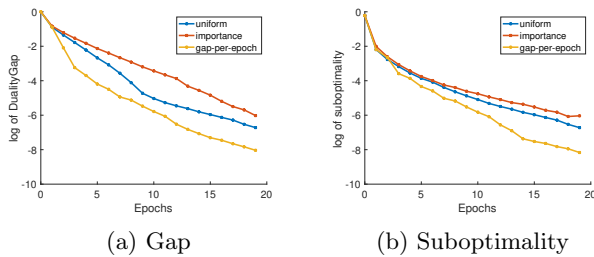 0
-2
-4
-6
-8
-10
0
5
10
15
20
log of DualityGap
Epochs
uniform
importance
gap-per-epoch
(a) Gap
0
-2
-4
-6
-8
-10
0
5
10
15
20
log of suboptimality
Epochs
uniform
importance
gap-per-epoch
(b) Suboptimality